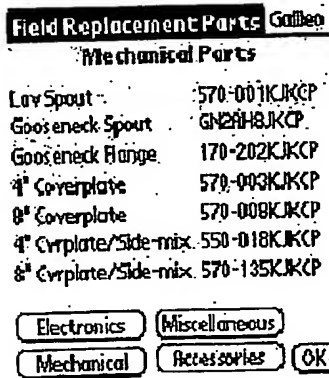 Field Replacement Parts Galileo
Mechanical Parts
Lav Spout 570-001KJKCP
Gooseneck Spout GN2AH8JKCP
Gooseneck Flange 170-202KJKCP
4" Coverplate 570-003KJKCP
8" Coverplate 570-008KJKCP
4" Cvrplate/Side-mix 550-018KJKCP
8" Cvrplate/Side-mix 570-135KJKCP
Electronics Miscellaneous
Mechanical Accessories OK